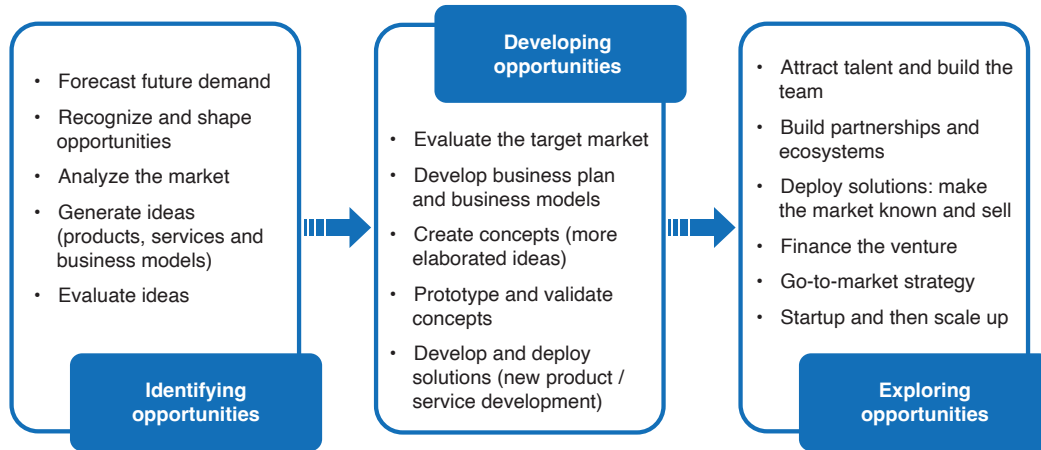 • Forecast future demand
• Recognize and shape
opportunities
• Analyze the market
• Generate ideas
(products, services and
business models)
• Evaluate ideas
Identifying
opportunities
Developing
opportunities
• Evaluate the target market
• Develop business plan
and business models
• Create concepts (more
elaborated ideas)
• Prototype and validate
concepts
• Develop and deploy
solutions (new product /
service development)
• Attract talent and build the
team
• Build partnerships and
ecosystems
• Deploy solutions: make
the market known and sell
• Finance the venture
• Go-to-market strategy
• Startup and then scale up
Exploring
opportunities